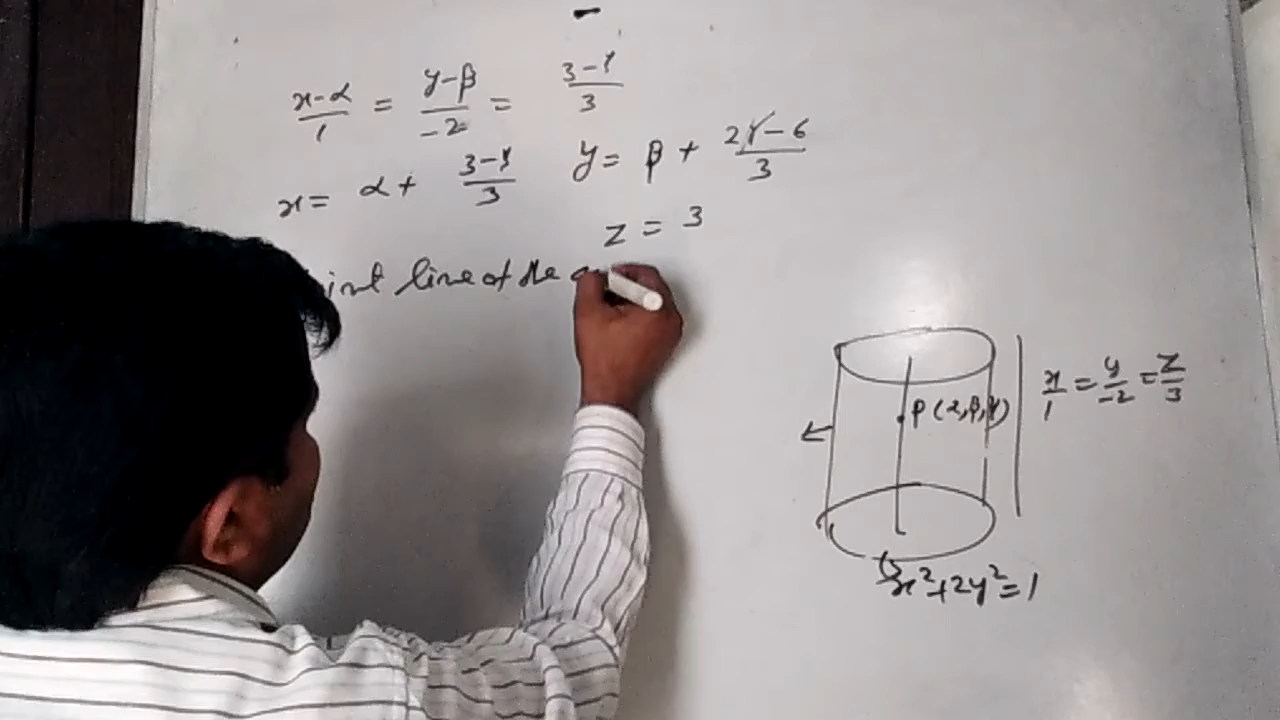 x-α/1 = y-β/-2 = 3-γ/3
x = α + 3-γ/3 y = β + 2γ-6/3
z = 3
line of the
P(α,β,γ)
x/1 = y/-2 = z/3
x²+2y²=1